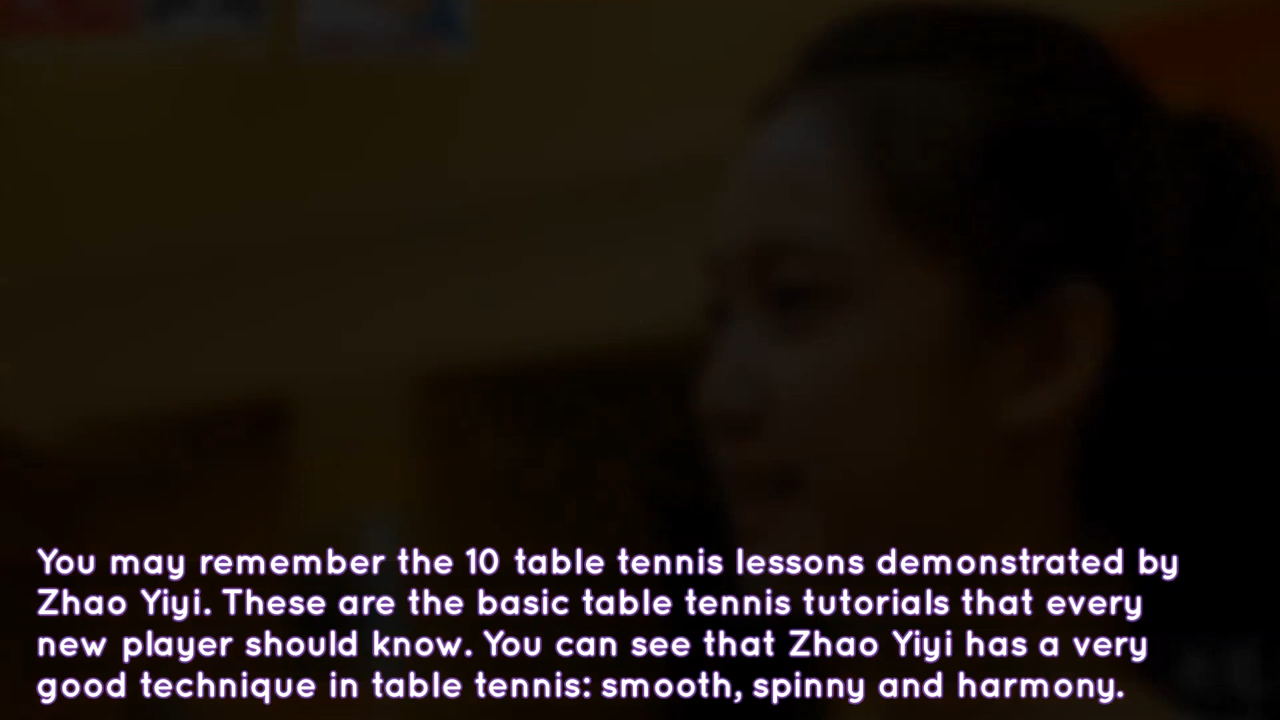 You may remember the 10 table tennis lessons demonstrated by
Zhao Yiyi. These are the basic table tennis tutorials that every
new player should know. You can see that Zhao Yiyi has a very
good technique in table tennis: smooth, spinny and harmony.